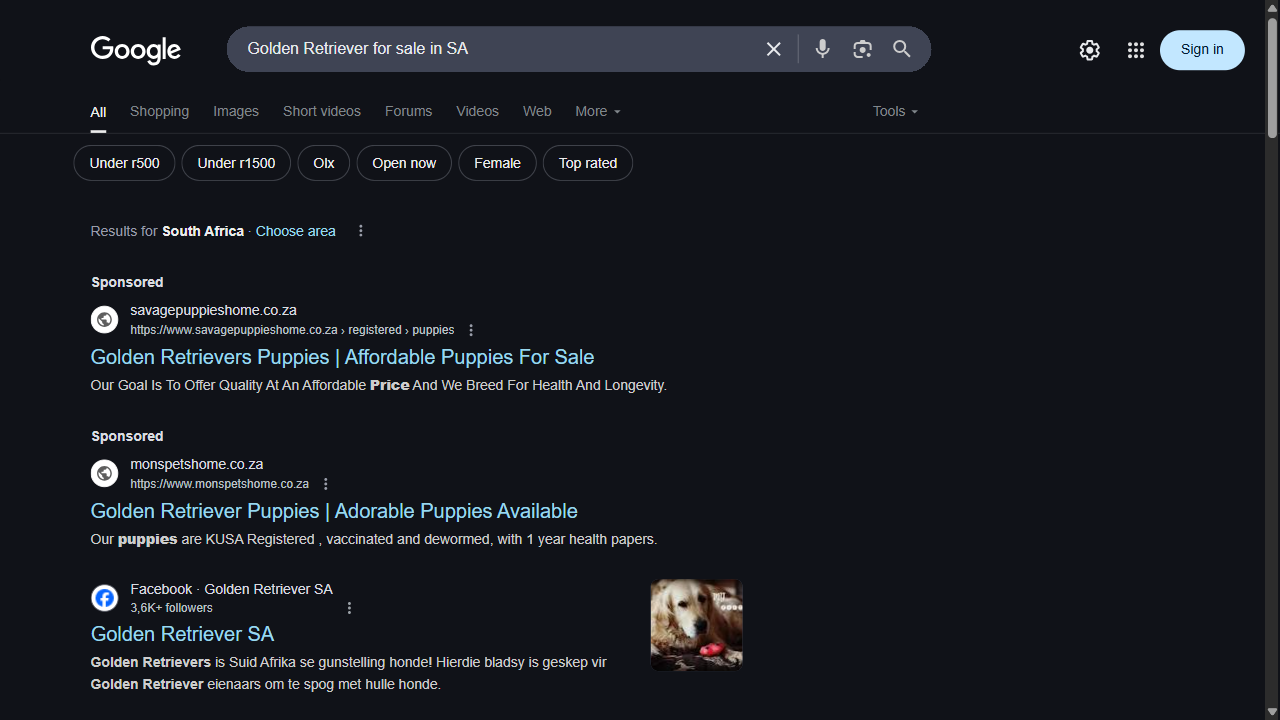 Google
Golden Retriever for sale in SA
Sign in
All
Shopping
Images
Short videos
Forums
Videos
Web
More
Tools
Under r500
Under r1500
Olx
Open now
Female
Top rated
Results for South Africa · Choose area
Sponsored
savagepuppieshome.co.za
https://www.savagepuppieshome.co.za › registered › puppies
Golden Retrievers Puppies | Affordable Puppies For Sale
Our Goal Is To Offer Quality At An Affordable Price And We Breed For Health And Longevity.
Sponsored
monspetshome.co.za
https://www.monspetshome.co.za
Golden Retriever Puppies | Adorable Puppies Available
Our puppies are KUSA Registered , vaccinated and dewormed, with 1 year health papers.
Facebook · Golden Retriever SA
3,6K+ followers
Golden Retriever SA
Golden Retrievers is Suid Afrika se gunstelling honde! Hierdie bladsy is geskep vir
Golden Retriever eienaars om te spog met hulle honde.